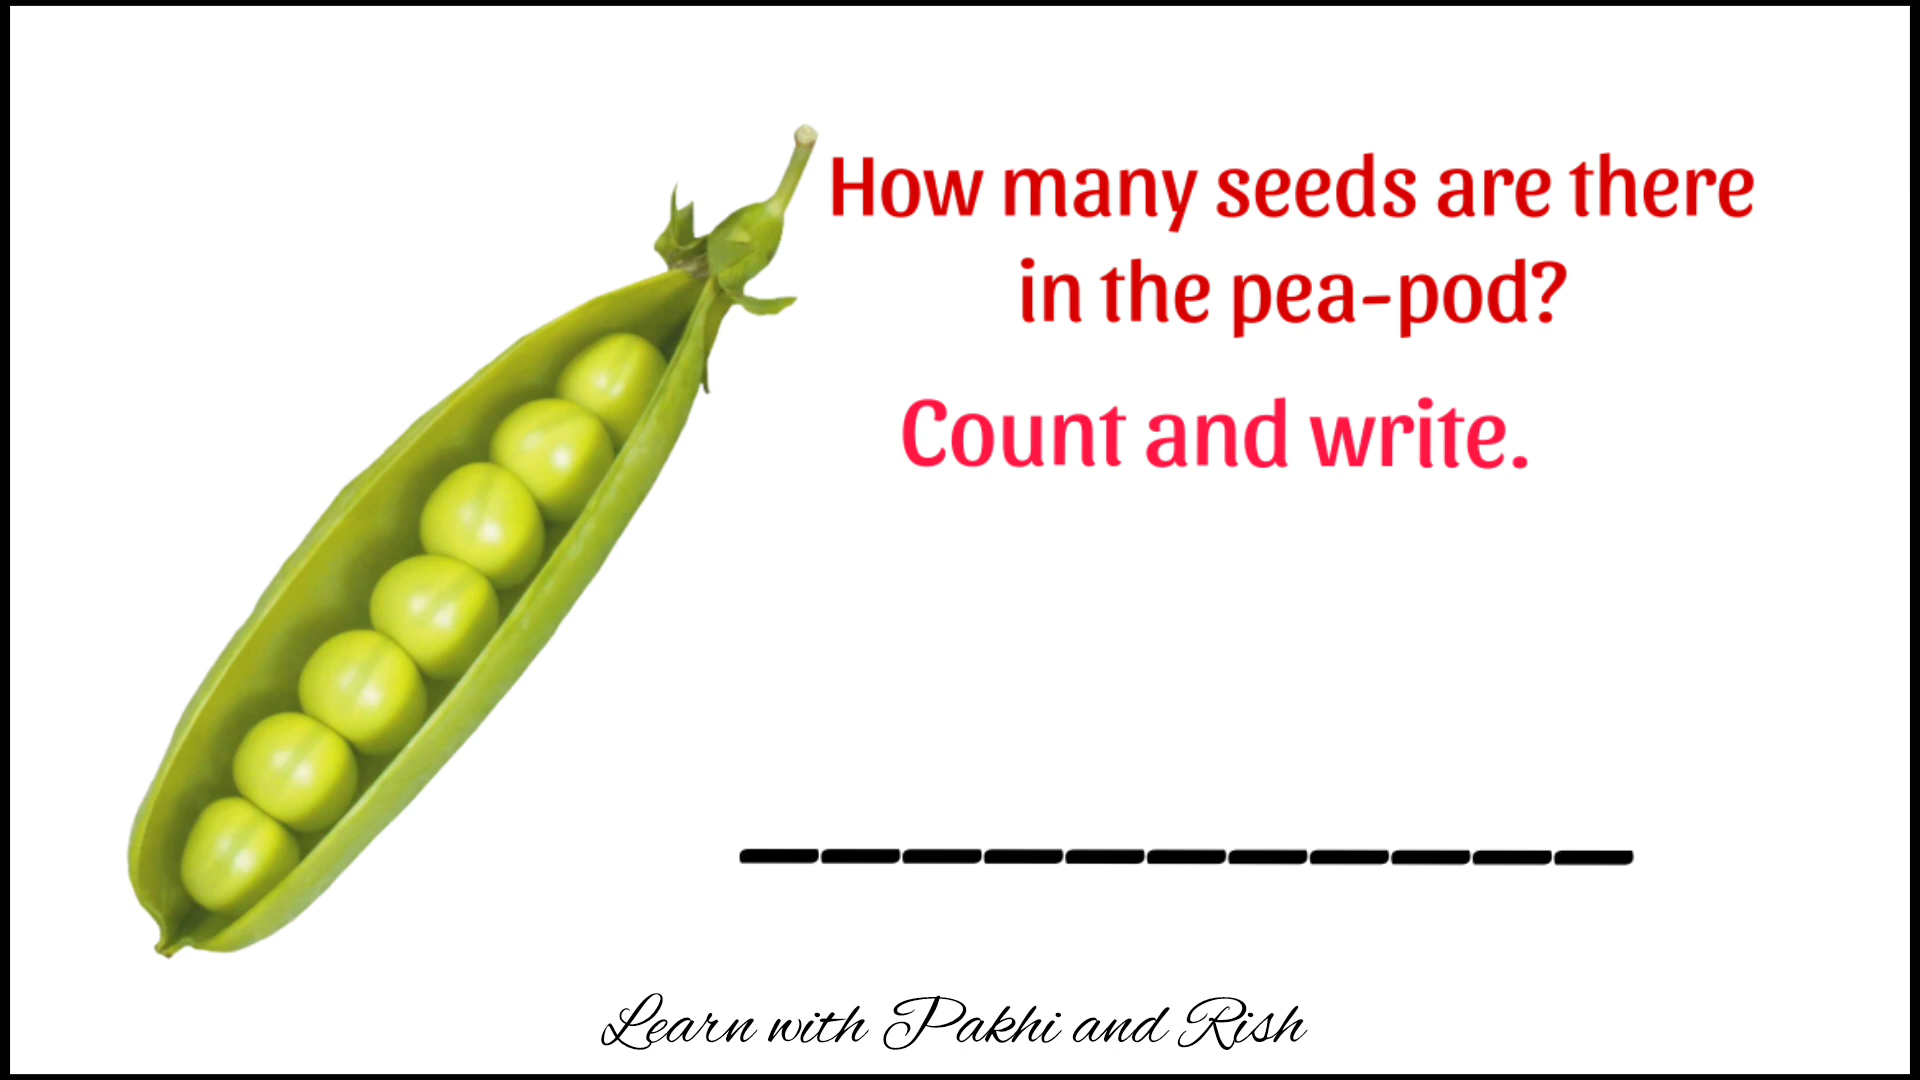 How many seeds are there
in the pea-pod?
Count and write.
Learn with Pakhi and Rish